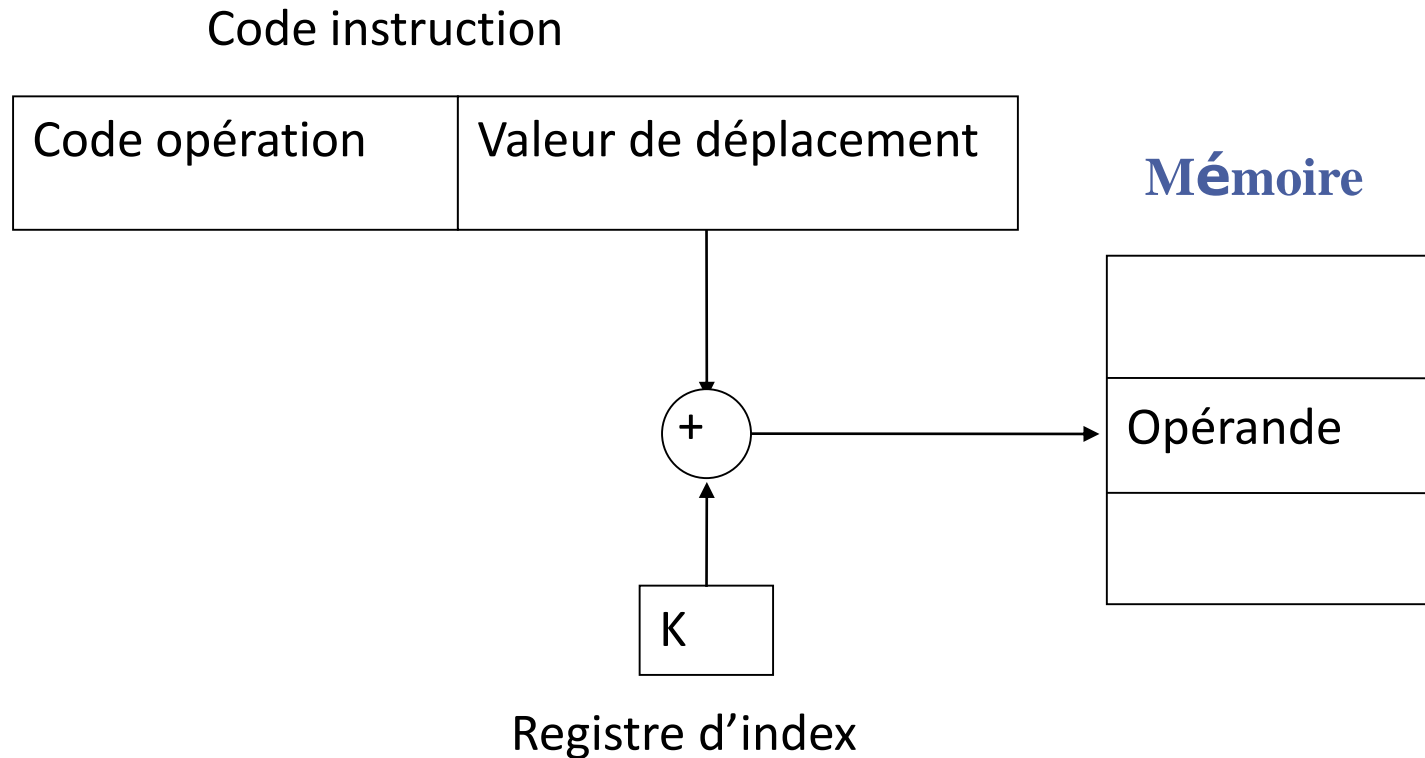 Code instruction
Code opération
Valeur de déplacement
Mémoire
+
Opérande
K
Registre d’index